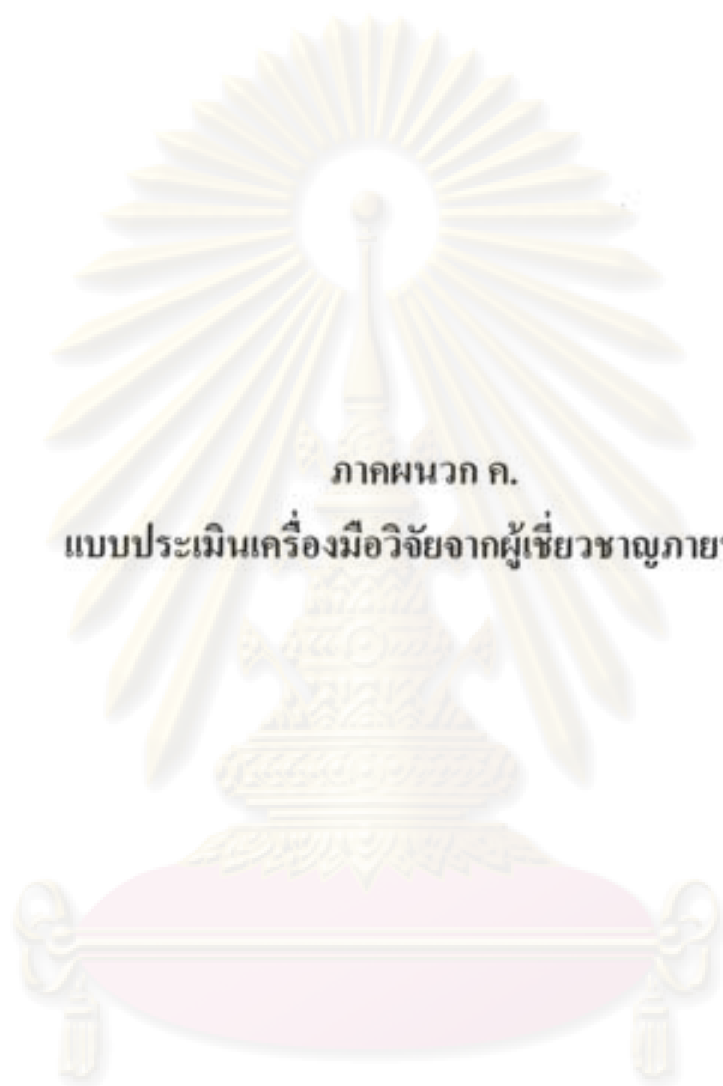 ภาคผนวก ค.
แบบประเมินเครื่องมือวิจัยจากผู้เชี่ยวชาญภาย